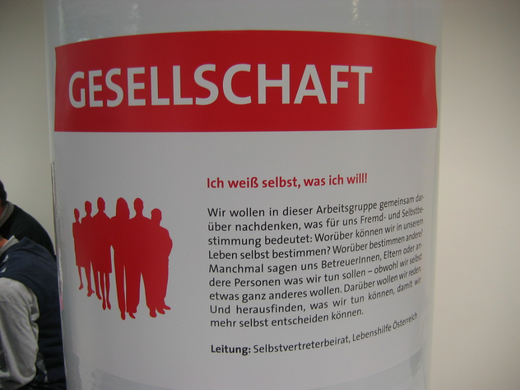 GESELLSCHAFT
Ich weiß selbst, was ich will!
Wir wollen in dieser Arbeitsgruppe gemeinsam dar-
über nachdenken, was für uns Fremd- und Selbstbe-
stimmung bedeutet: Worüber können wir in unserem
Leben selbst bestimmen? Worüber bestimmen andere?
Manchmal sagen uns BetreuerInnen, Eltern oder an-
dere Personen was wir tun sollen – obwohl wir selbst
etwas ganz anderes wollen. Darüber wollen wir reden.
Und herausfinden, was wir tun können, damit wir
mehr selbst entscheiden können.
Leitung: Selbstvertreterbeirat, Lebenshilfe Österreich